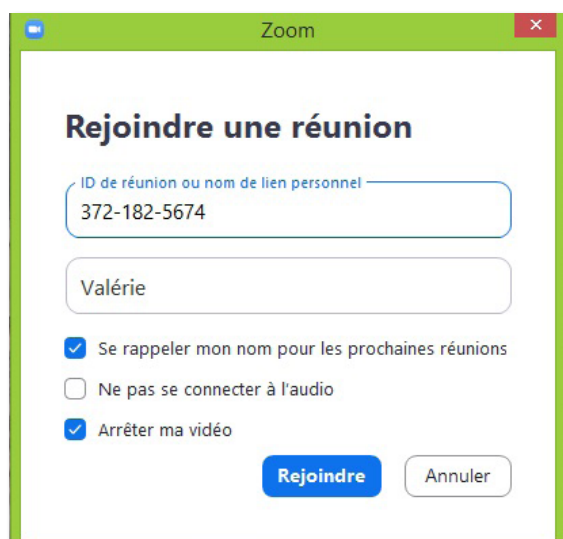 Zoom
Rejoindre une réunion
ID de réunion ou nom de lien personnel
372-182-5674
Valérie
Se rappeler mon nom pour les prochaines réunions
Ne pas se connecter à l'audio
Arrêter ma vidéo
Rejoindre Annuler